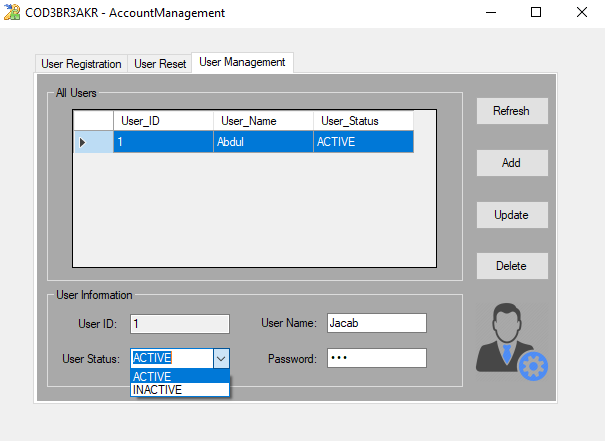 COD3BR3AKR - AccountManagement
User Registration User Reset User Management
All Users
User_ID User_Name User_Status
1 Abdul ACTIVE
Refresh
Add
Update
Delete
User Information
User ID: 1 User Name: Jacab
User Status: ACTIVE Password: •••
ACTIVE
INACTIVE